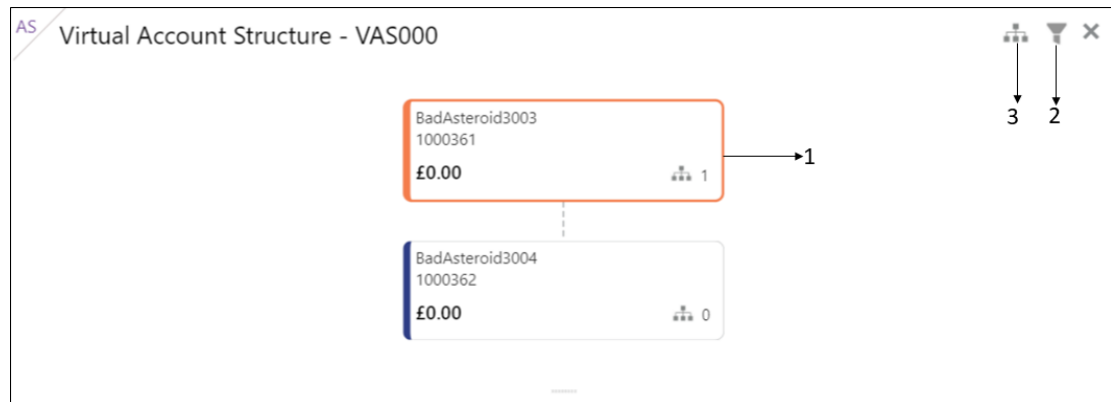 AS
Virtual Account Structure - VAS000
3 2
BadAsteroid3003
1000361
£0.00 1
1
BadAsteroid3004
1000362
£0.00 0